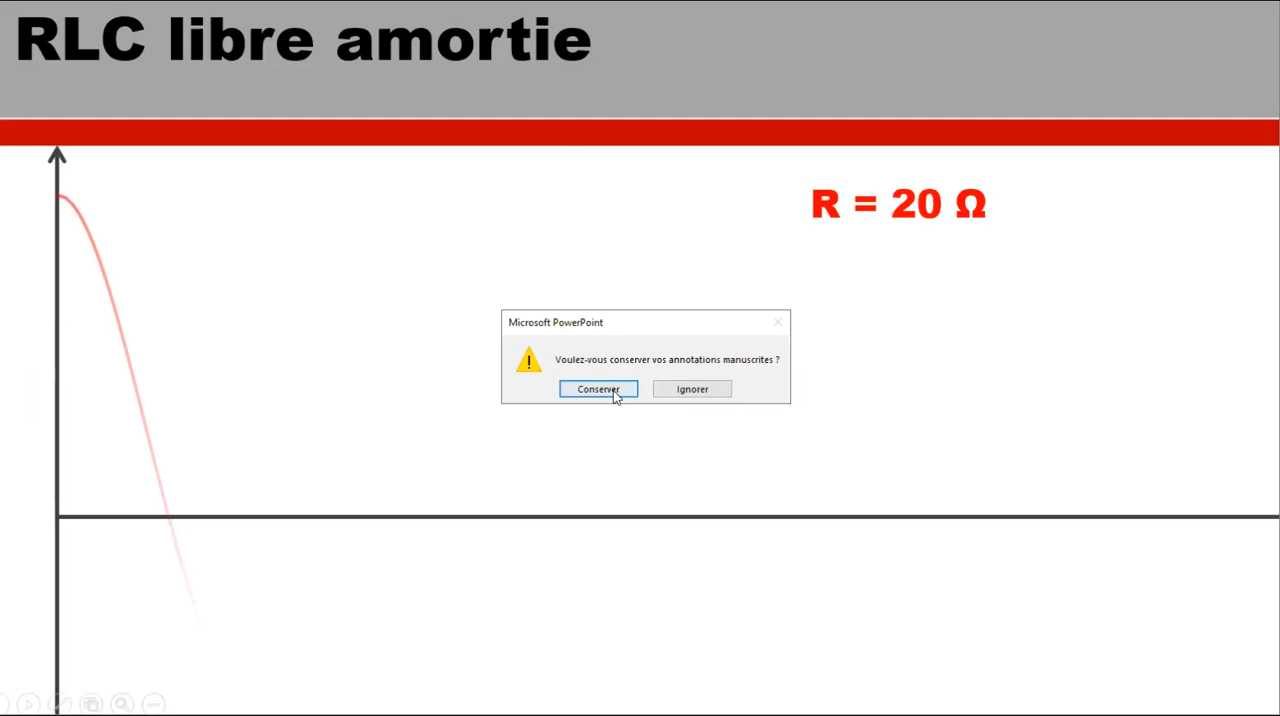 RLC libre amortie
R = 20 Ω
Microsoft PowerPoint
Voulez-vous conserver vos annotations manuscrites ?
Conserver
Ignorer